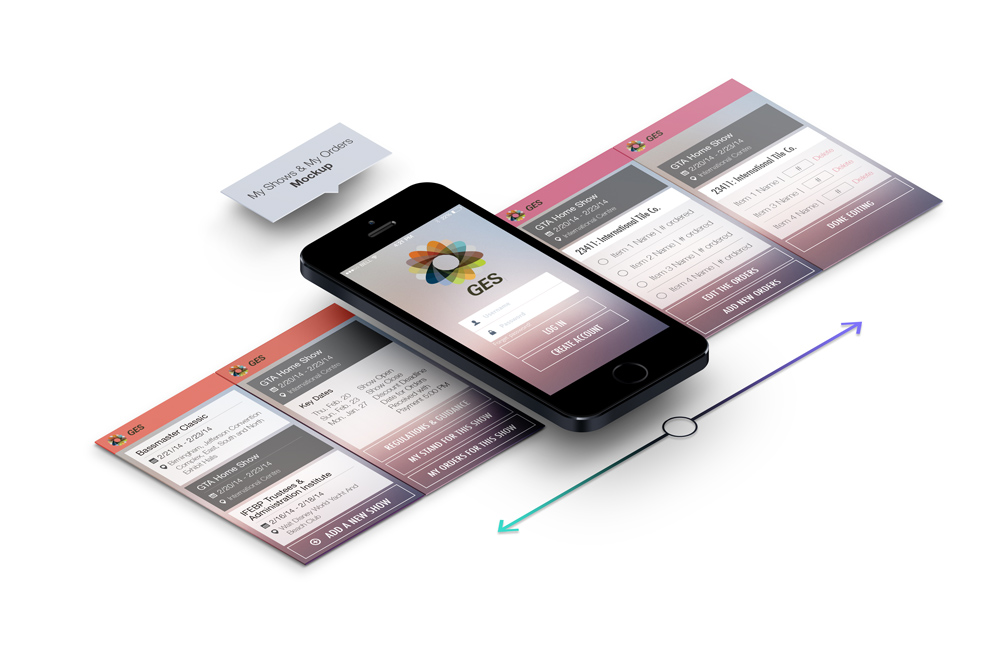 My Shows & My Orders
Mockup
GES
Bassmaster Classic
2/21/14 - 2/23/14
Birmingham, Jefferson Convention
Complex, East, South and North
Exhibit Halls
GTA Home Show
2/20/14 - 2/23/14
International Centre
IFEBP Trustees &
Administration Institute
2/16/14 - 2/18/14
Walt Disney World Yacht And
Beach Club
ADD A NEW SHOW
GES
GTA Home Show
2/20/14 - 2/23/14
International Centre
Key Dates
Thu. Feb. 20 Show Open
Sun. Feb. 23 Show Close
Mon. Jan. 27 Discount Deadline
Date for Orders
Received with
Payment 5:00 PM
REGULATIONS & GUIDANCE
MY STAND FOR THIS SHOW
MY ORDERS FOR THIS SHOW
GES
Username
Password
LOG IN
CREATE ACCOUNT
GES
GTA Home Show
2/20/14 - 2/23/14
International Centre
23411: International Tile Co.
Item 1 Name | # ordered
Item 2 Name | # ordered
Item 3 Name | # ordered
Item 4 Name | # ordered
EDIT THE ORDERS
ADD NEW ORDERS
GES
GTA Home Show
2/20/14 - 2/23/14
International Centre
23411: International Tile Co.
Item 1 Name | # Delete
Item 3 Name | # Delete
Item 4 Name | # Delete
DONE EDITING